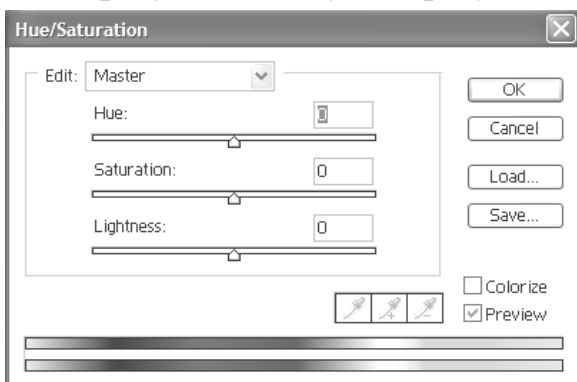 Hue/Saturation
Edit: Master
Hue: 0
Saturation: 0
Lightness: 0
OK
Cancel
Load...
Save...
Colorize
Preview